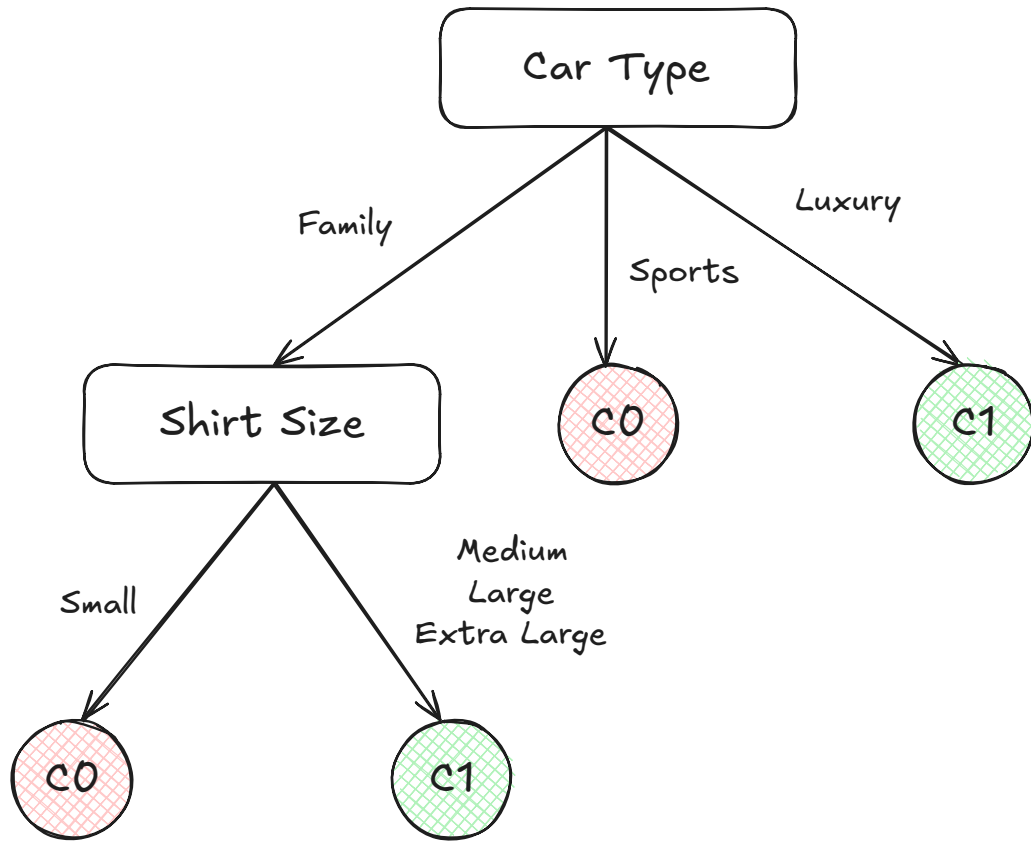 Car Type
Family
Luxury
Sports
Shirt Size
C0
C1
Small
Medium
Large
Extra Large
C0
C1